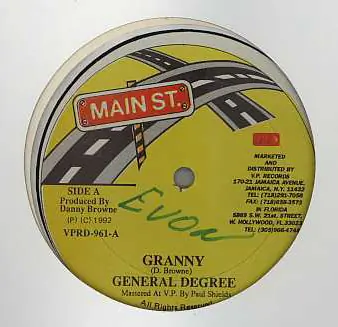 MAIN ST.
MARKETED
AND
DISTRIBUTED BY
V.P. RECORDS
170-21 JAMAICA AVENUE,
JAMAICA, N.Y. 11432
TEL: (718)291-7058
FAX: (718)658-3573
IN FLORIDA
5893 S.W. 21st. STREET,
W. HOLLYWOOD, FL.33023
TEL: (305)966-4744
SIDE A
Produced By
Danny Browne
(P) (C) 1992
VPRD-961-A
EVON
GRANNY
(D. Browne)
GENERAL DEGREE
Mastered At V.P. By Paul Shields
All Rights